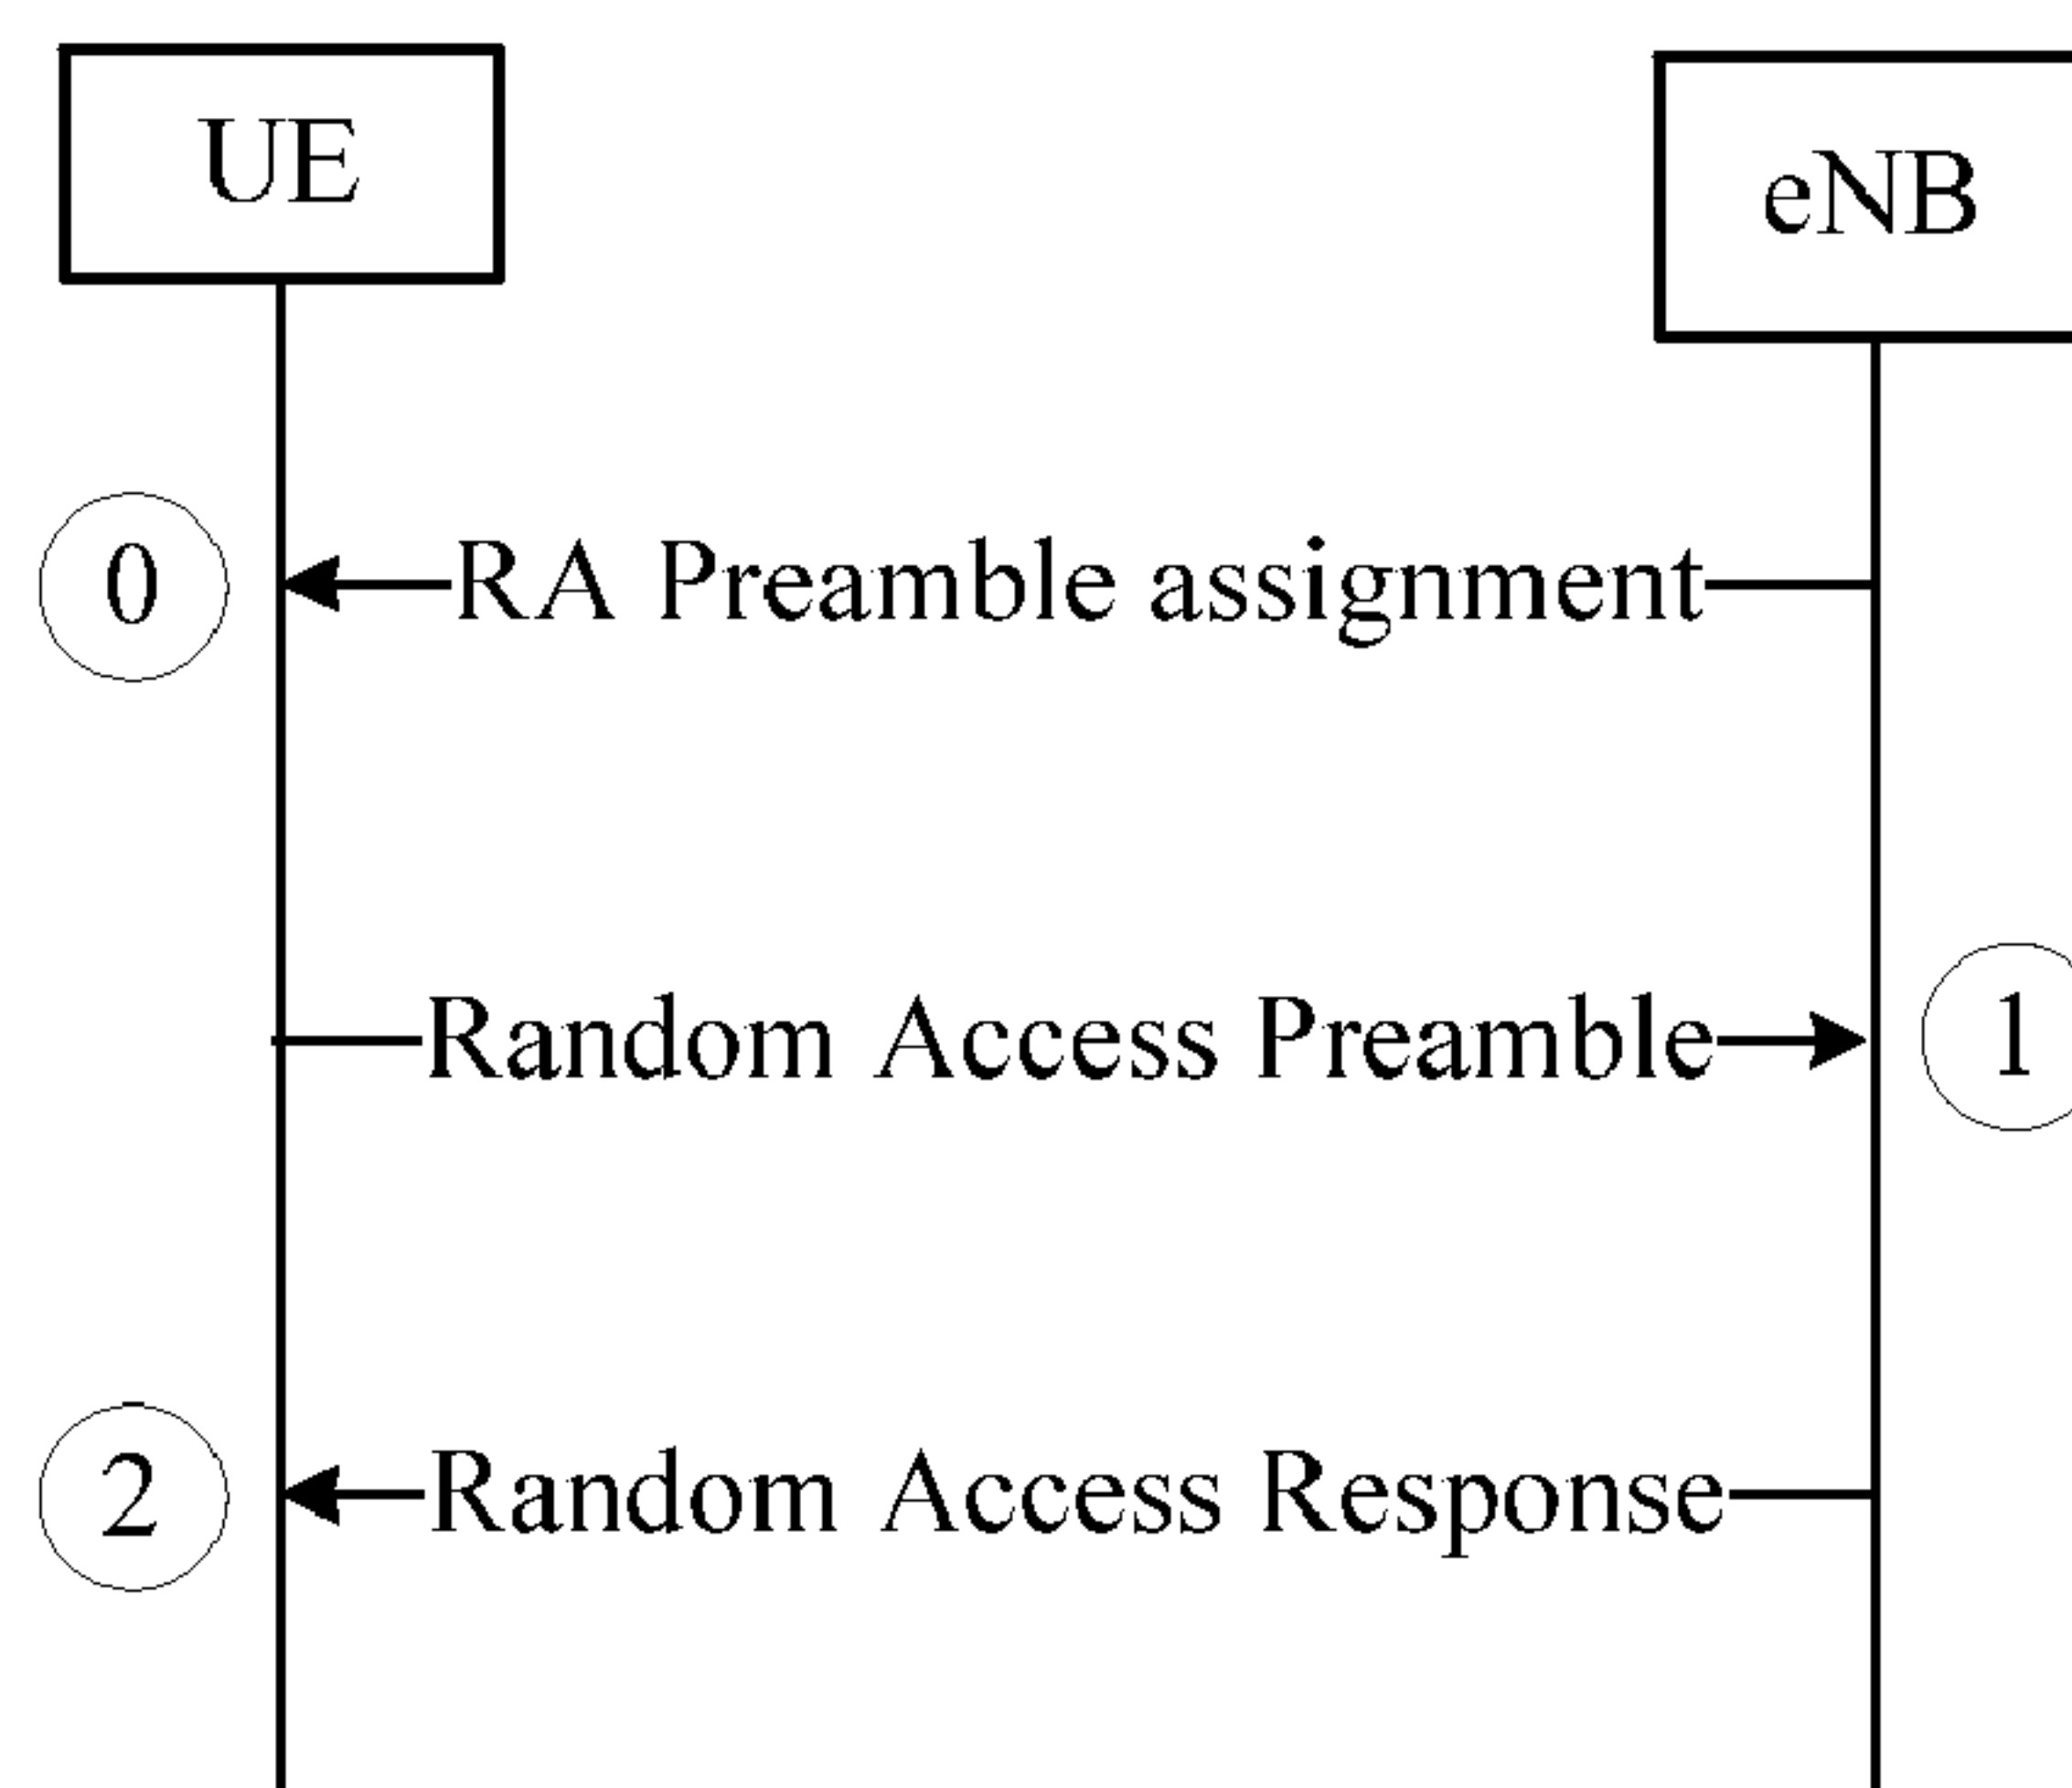 UE
eNB
0
RA Preamble assignment
Random Access Preamble
1
2
Random Access Response